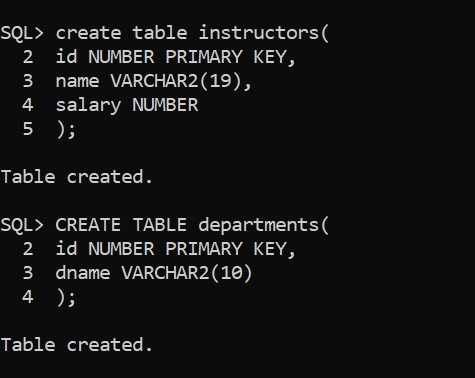 SQL> create table instructors(
  2  id NUMBER PRIMARY KEY,
  3  name VARCHAR2(19),
  4  salary NUMBER
  5  );
Table created.
SQL> CREATE TABLE departments(
  2  id NUMBER PRIMARY KEY,
  3  dname VARCHAR2(10)
  4  );
Table created.